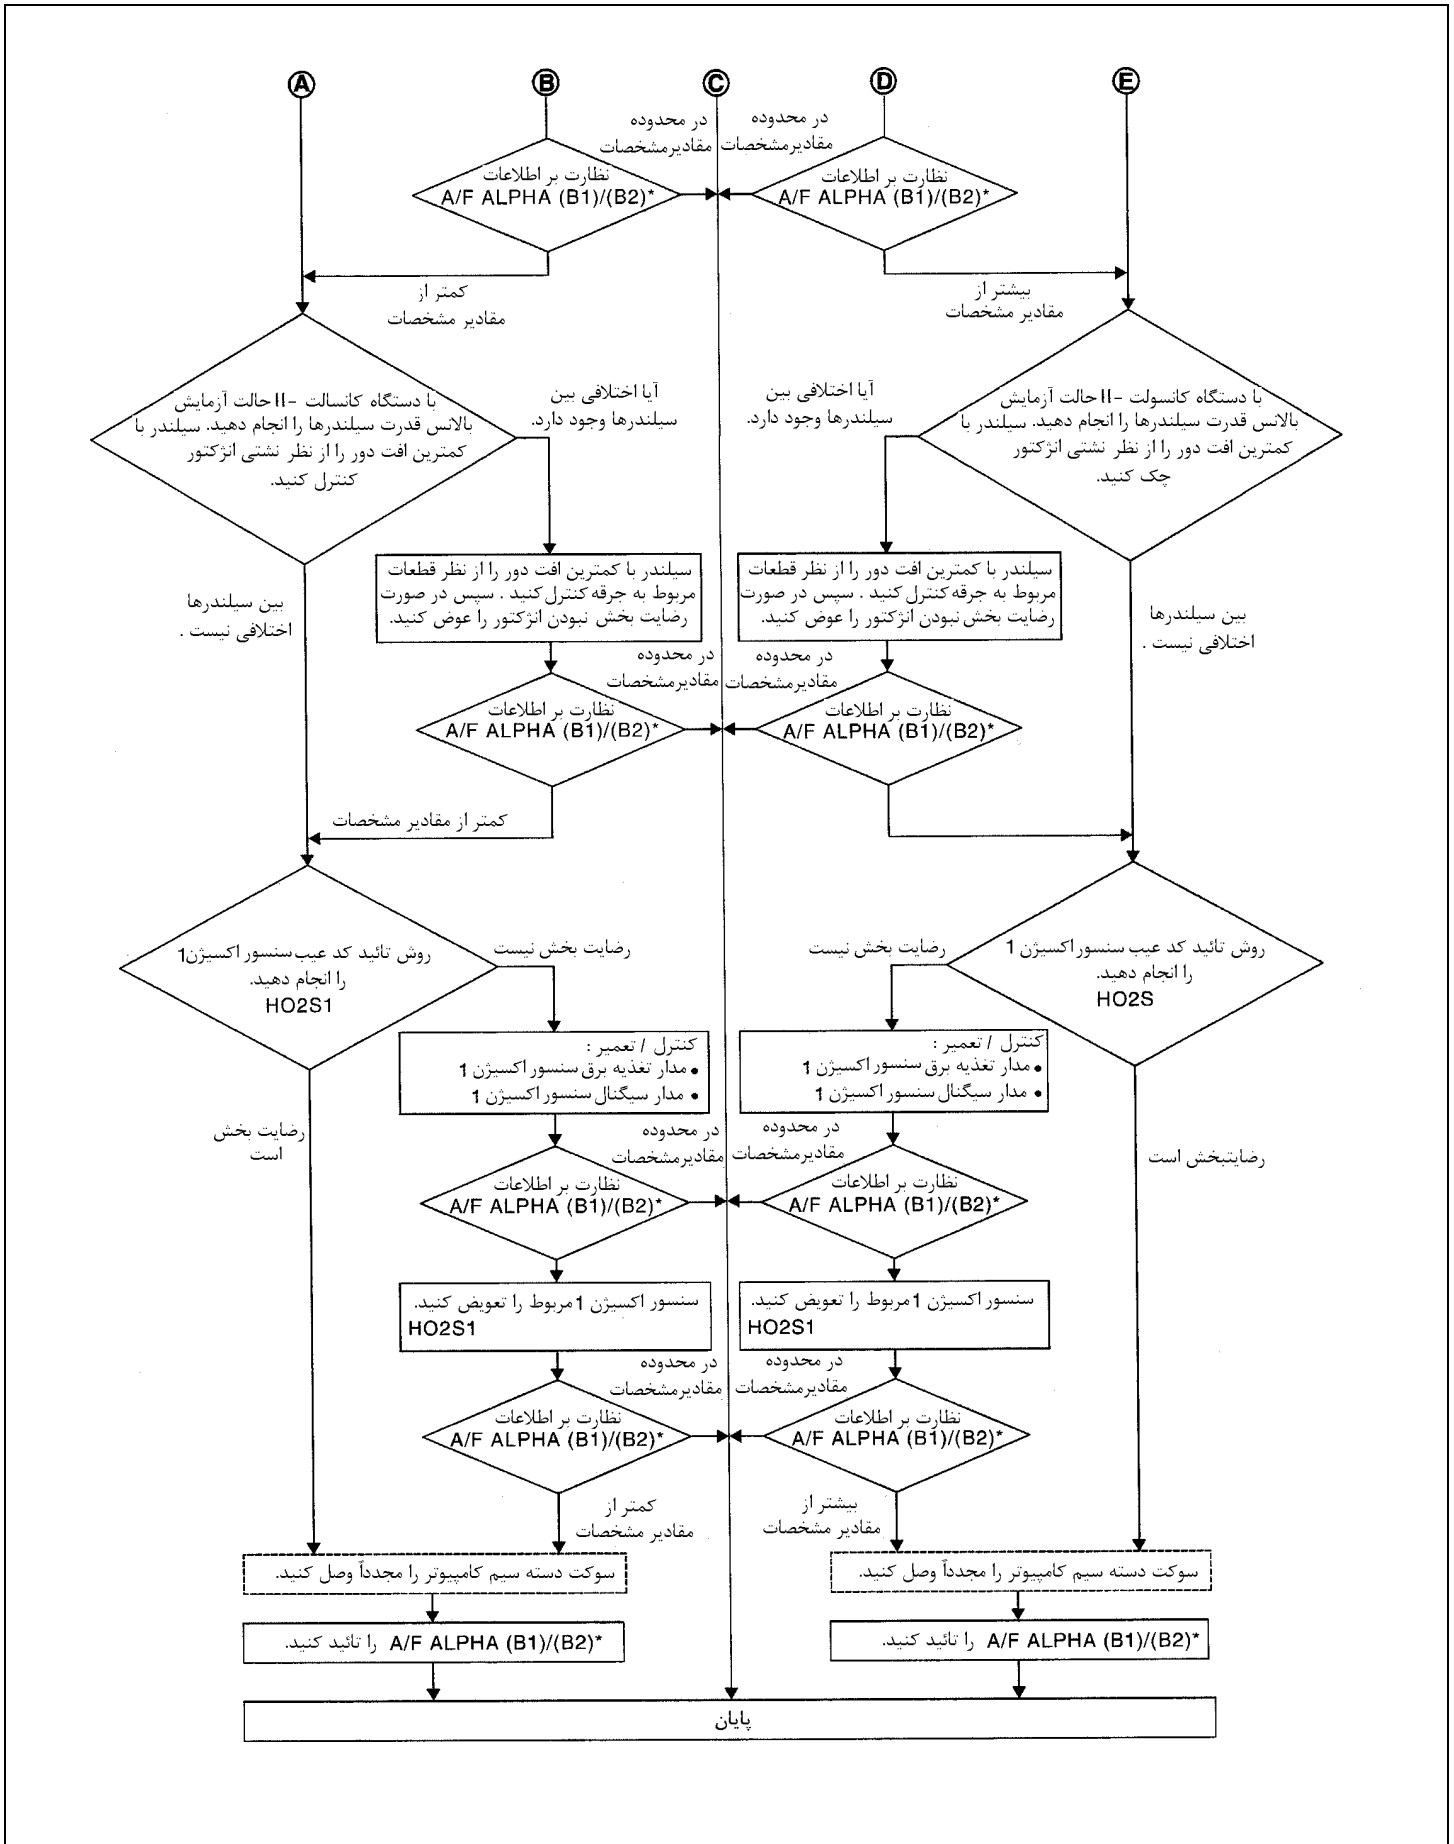 A
B
C
D
E
در محدوده
مقادیرمشخصات
در محدوده
مقادیرمشخصات
نظارت بر اطلاعات
A/F ALPHA (B1)/(B2)*
نظارت بر اطلاعات
A/F ALPHA (B1)/(B2)*
کمتر از
مقادیر مشخصات
بیشتر از
مقادیر مشخصات
با دستگاه کانسالت -II حالت آزمایش
بالانس قدرت سیلندرها را انجام دهید. سیلندر با
کمترین افت دور را از نظر نشتی انژکتور
کنترل کنید.
آیا اختلافی بین
سیلندرها وجود دارد.
آیا اختلافی بین
سیلندرها وجود دارد.
با دستگاه کانسولت -II حالت آزمایش
بالانس قدرت سیلندرها را انجام دهید. سیلندر با
کمترین افت دور را از نظر نشتی انژکتور
چک کنید.
سیلندر با کمترین افت دور را از نظر قطعات
مربوط به جرقه کنترل کنید . سپس در صورت
رضایت بخش نبودن انژکتور را عوض کنید.
سیلندر با کمترین افت دور را از نظر قطعات
مربوط به جرقه کنترل کنید . سپس در صورت
رضایت بخش نبودن انژکتور را عوض کنید.
بین سیلندرها
اختلافی نیست .
بین سیلندرها
اختلافی نیست .
در محدوده
مقادیرمشخصات
در محدوده
مقادیرمشخصات
نظارت بر اطلاعات
A/F ALPHA (B1)/(B2)*
نظارت بر اطلاعات
A/F ALPHA (B1)/(B2)*
کمتر از مقادیر مشخصات
روش تائید کد عیب سنسور اکسیژن 1
را انجام دهید.
HO2S1
رضایت بخش نیست
رضایت بخش نیست
روش تائید کد عیب سنسور اکسیژن 1
را انجام دهید.
HO2S
کنترل / تعمیر :
• مدار تغذیه برق سنسور اکسیژن 1
• مدار سیگنال سنسور اکسیژن 1
کنترل / تعمیر :
• مدار تغذیه برق سنسور اکسیژن 1
• مدار سیگنال سنسور اکسیژن 1
رضایت بخش
است
رضایتبخش است
در محدوده
مقادیرمشخصات
در محدوده
مقادیرمشخصات
نظارت بر اطلاعات
A/F ALPHA (B1)/(B2)*
نظارت بر اطلاعات
A/F ALPHA (B1)/(B2)*
سنسور اکسیژن 1 مربوط را تعویض کنید.
HO2S1
سنسور اکسیژن 1 مربوط را تعویض کنید.
HO2S1
در محدوده
مقادیرمشخصات
در محدوده
مقادیرمشخصات
نظارت بر اطلاعات
A/F ALPHA (B1)/(B2)*
نظارت بر اطلاعات
A/F ALPHA (B1)/(B2)*
کمتر از
مقادیر مشخصات
بیشتر از
مقادیر مشخصات
سوکت دسته سیم کامپیوتر را مجدداً وصل کنید.
سوکت دسته سیم کامپیوتر را مجدداً وصل کنید.
A/F ALPHA (B1)/(B2)* را تائید کنید.
A/F ALPHA (B1)/(B2)* را تائید کنید.
پایان